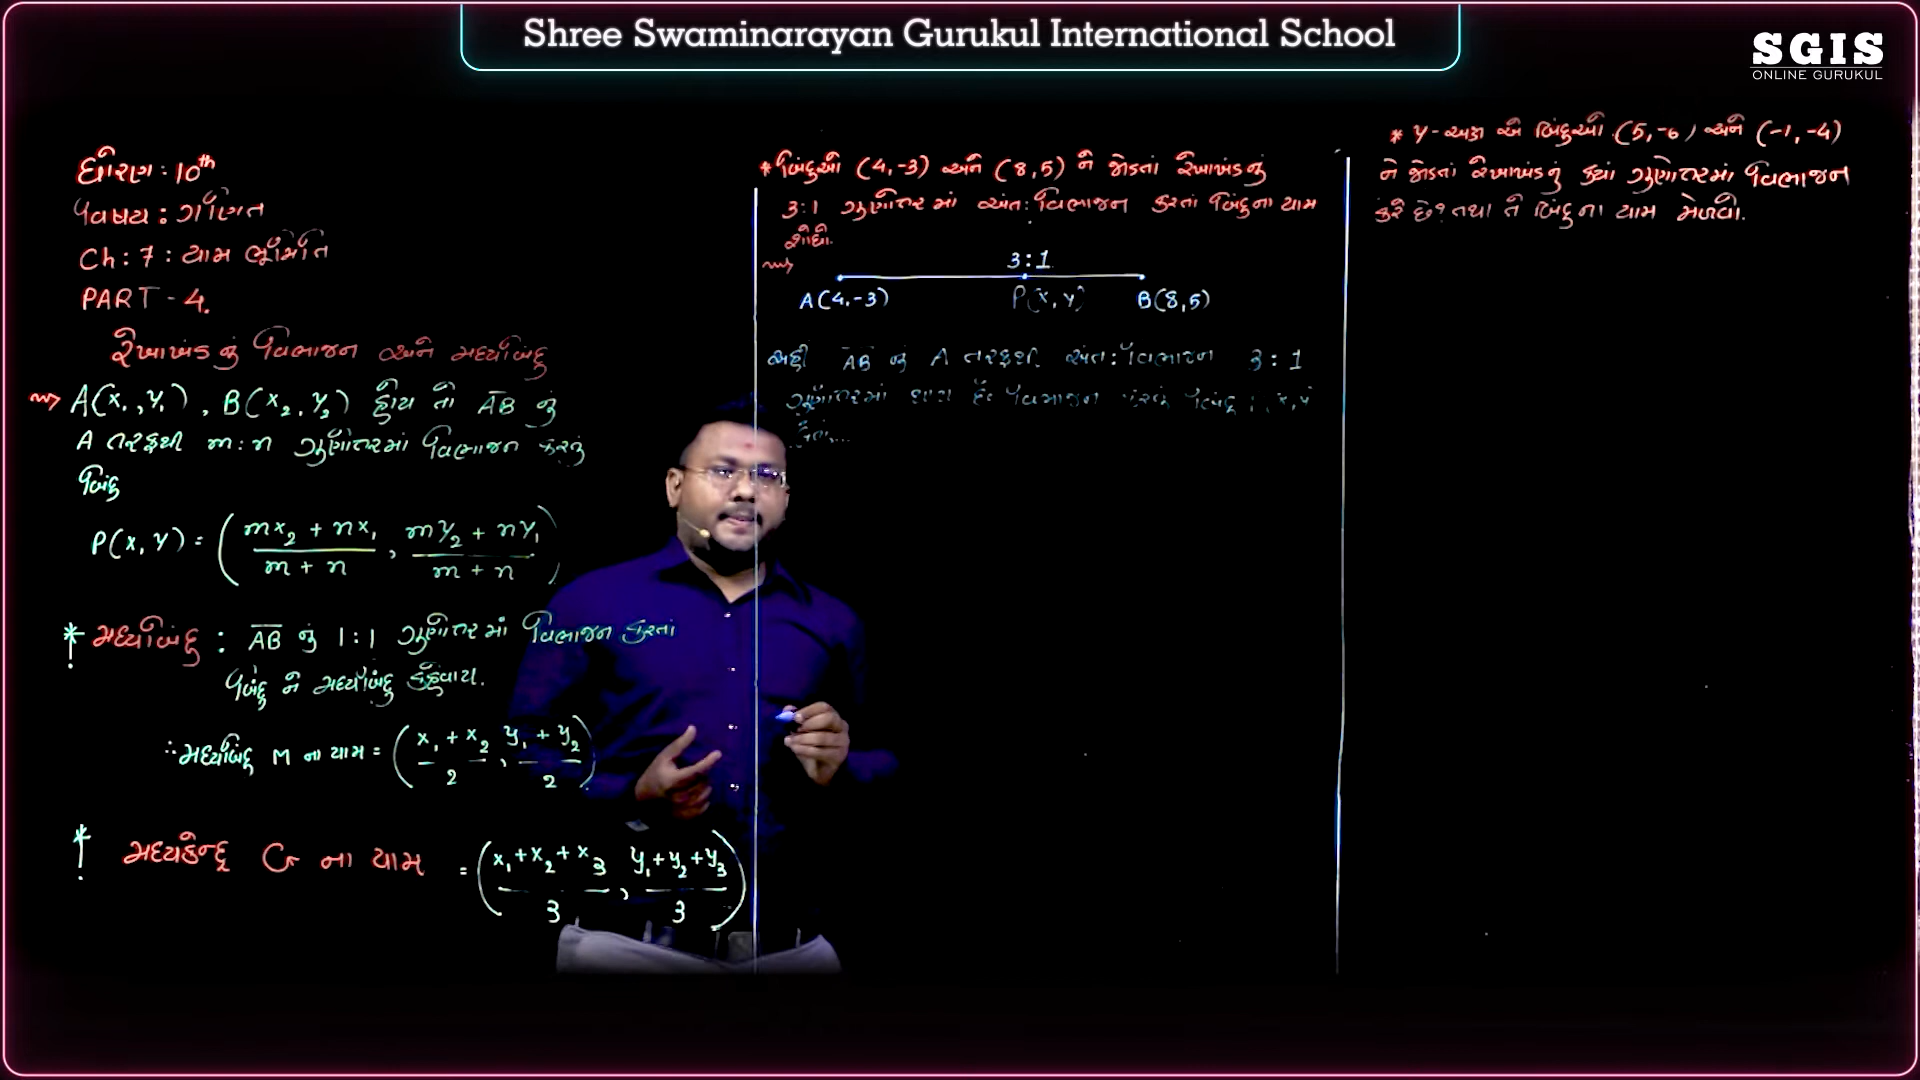 Shree Swaminarayan Gurukul International School
SGIS
ONLINE GURUKUL
ધોરણ : 10th
વિષય : ગણિત
Ch : 7 : યામ ભૂમિતિ
PART - 4.
રેખાખંડનું વિભાજન અને મધ્યબિંદુ
A(x₁, y₁) , B(x₂, y₂) હોય તો AB નું
A તરફથી m:n ગુણોત્તરમાં વિભાજન કરતું
બિંદુ
P(x, y) = ( (mx₂ + nx₁)/(m + n) , (my₂ + ny₁)/(m + n) )
* મધ્યબિંદુ : AB નું 1:1 ગુણોત્તરમાં વિભાજન કરતાં
બિંદુ ને મધ્યબિંદુ કહેવાય.
∴ મધ્યબિંદુ M ના યામ = ( (x₁ + x₂)/2 , (y₁ + y₂)/2 )
* મધ્યકેન્દ્ર G ના યામ = ( (x₁+x₂+x₃)/3 , (y₁+y₂+y₃)/3 )
* બિંદુઓ (4,-3) અને (8,5) ને જોડતાં રેખાખંડનું
3:1 ગુણોત્તરમાં અંત:વિભાજન કરતાં બિંદુના યામ
શોધો.
3:1
A(4,-3) P(x, y) B(8,5)
અહીં AB નું A તરફથી અંત:વિભાજન 3 : 1
ગુણોત્તરમાં થાય છે. વિભાજન કરતું બિંદુ
* y-અક્ષ એ બિંદુઓ (5,-6) અને (-1,-4)
ને જોડતાં રેખાખંડનું કયાં ગુણોત્તરમાં વિભાજન
કરે છે? તથા તે બિંદુના યામ મેળવો.